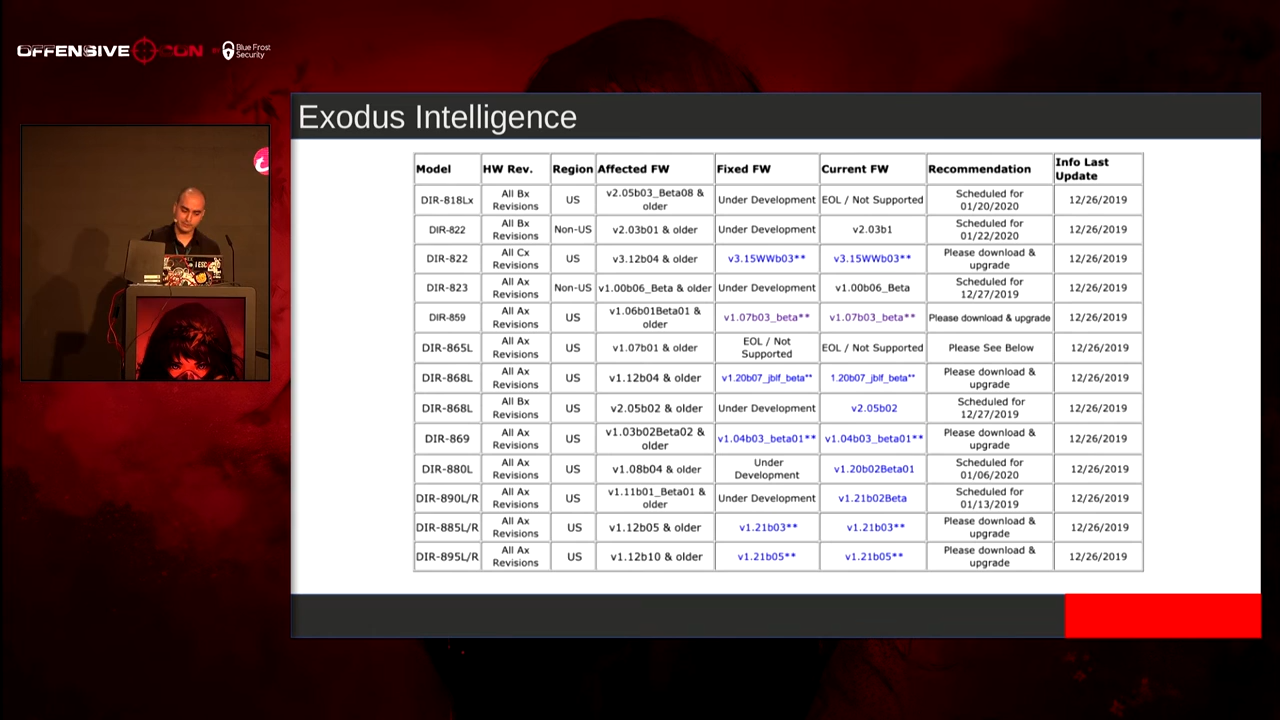 OFFENSIVE CON BY Blue Frost Security
Exodus Intelligence
Model HW Rev. Region Affected FW Fixed FW Current FW Recommendation Info Last Update
DIR-818Lx All Bx Revisions US v2.05b03_Beta08 & older Under Development EOL / Not Supported Scheduled for 01/20/2020 12/26/2019
DIR-822 All Bx Revisions Non-US v2.03b01 & older Under Development v2.03b1 Scheduled for 01/22/2020 12/26/2019
DIR-822 All Cx Revisions US v3.12b04 & older v3.15WWb03** v3.15WWb03** Please download & upgrade 12/26/2019
DIR-823 All Ax Revisions Non-US v1.00b06_Beta & older Under Development v1.00b06_Beta Scheduled for 12/27/2019 12/26/2019
DIR-859 All Ax Revisions US v1.06b01Beta01 & older v1.07b03_beta** v1.07b03_beta** Please download & upgrade 12/26/2019
DIR-865L All Ax Revisions US v1.07b01 & older EOL / Not Supported EOL / Not Supported Please See Below 12/26/2019
DIR-868L All Ax Revisions US v1.12b04 & older v1.20b07_jblf_beta** 1.20b07_jblf_beta** Please download & upgrade 12/26/2019
DIR-868L All Bx Revisions US v2.05b02 & older Under Development v2.05b02 Scheduled for 12/27/2019 12/26/2019
DIR-869 All Ax Revisions US v1.03b02Beta02 & older v1.04b03_beta01** v1.04b03_beta01** Please download & upgrade 12/26/2019
DIR-880L All Ax Revisions US v1.08b04 & older Under Development v1.20b02Beta01 Scheduled for 01/06/2020 12/26/2019
DIR-890L/R All Ax Revisions US v1.11b01_Beta01 & older Under Development v1.21b02Beta Scheduled for 01/13/2019 12/26/2019
DIR-885L/R All Ax Revisions US v1.12b05 & older v1.21b03** v1.21b03** Please download & upgrade 12/26/2019
DIR-895L/R All Ax Revisions US v1.12b10 & older v1.21b05** v1.21b05** Please download & upgrade 12/26/2019